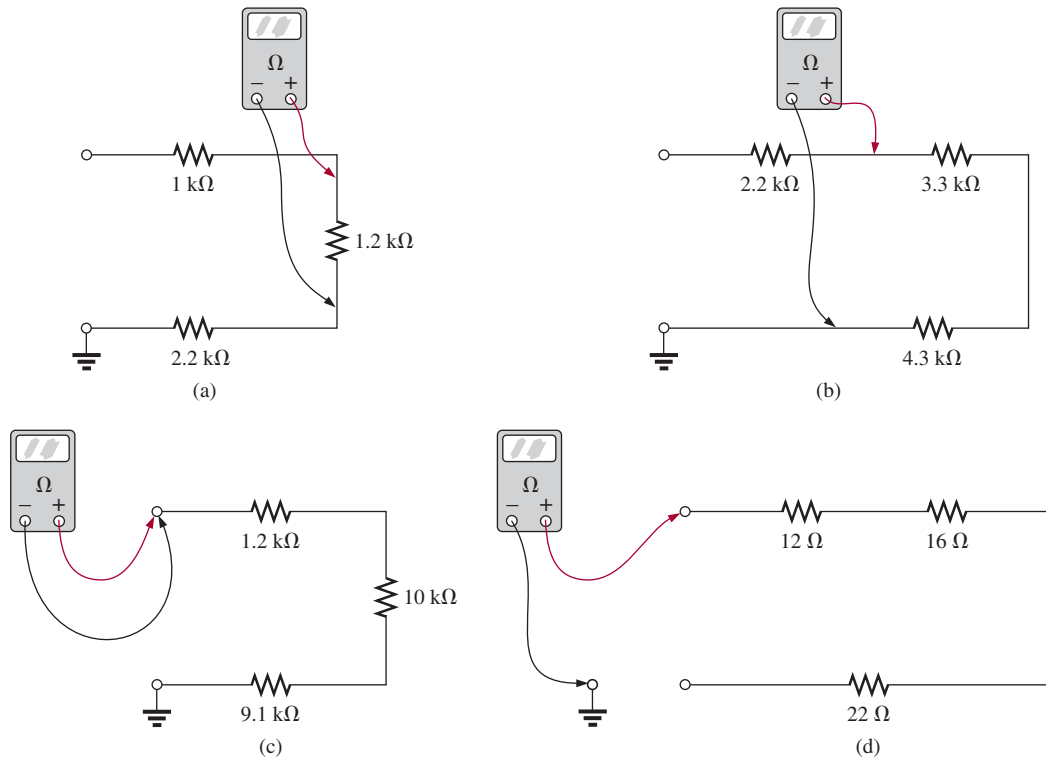 Ω
− +
1 kΩ
1.2 kΩ
2.2 kΩ
(a)
Ω
− +
2.2 kΩ
3.3 kΩ
4.3 kΩ
(b)
Ω
− +
1.2 kΩ
10 kΩ
9.1 kΩ
(c)
Ω
− +
12 Ω
16 Ω
22 Ω
(d)